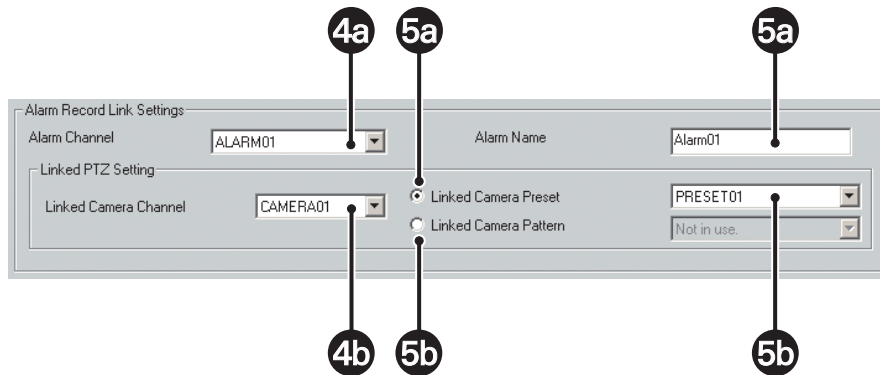 4a 5a 5a
Alarm Record Link Settings
Alarm Channel ALARM01 Alarm Name Alarm01
Linked PTZ Setting
Linked Camera Channel CAMERA01 Linked Camera Preset PRESET01
Linked Camera Pattern Not in use.
4b 5b 5b